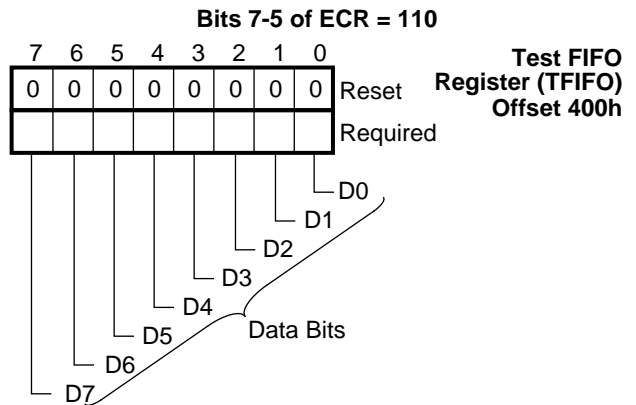 Bits 7-5 of ECR = 110
7 6 5 4 3 2 1 0
Test FIFO
Register (TFIFO)
Offset 400h
0 0 0 0 0 0 0 0 Reset
Required
D0
D1
D2
D3
D4
D5
D6
D7
Data Bits